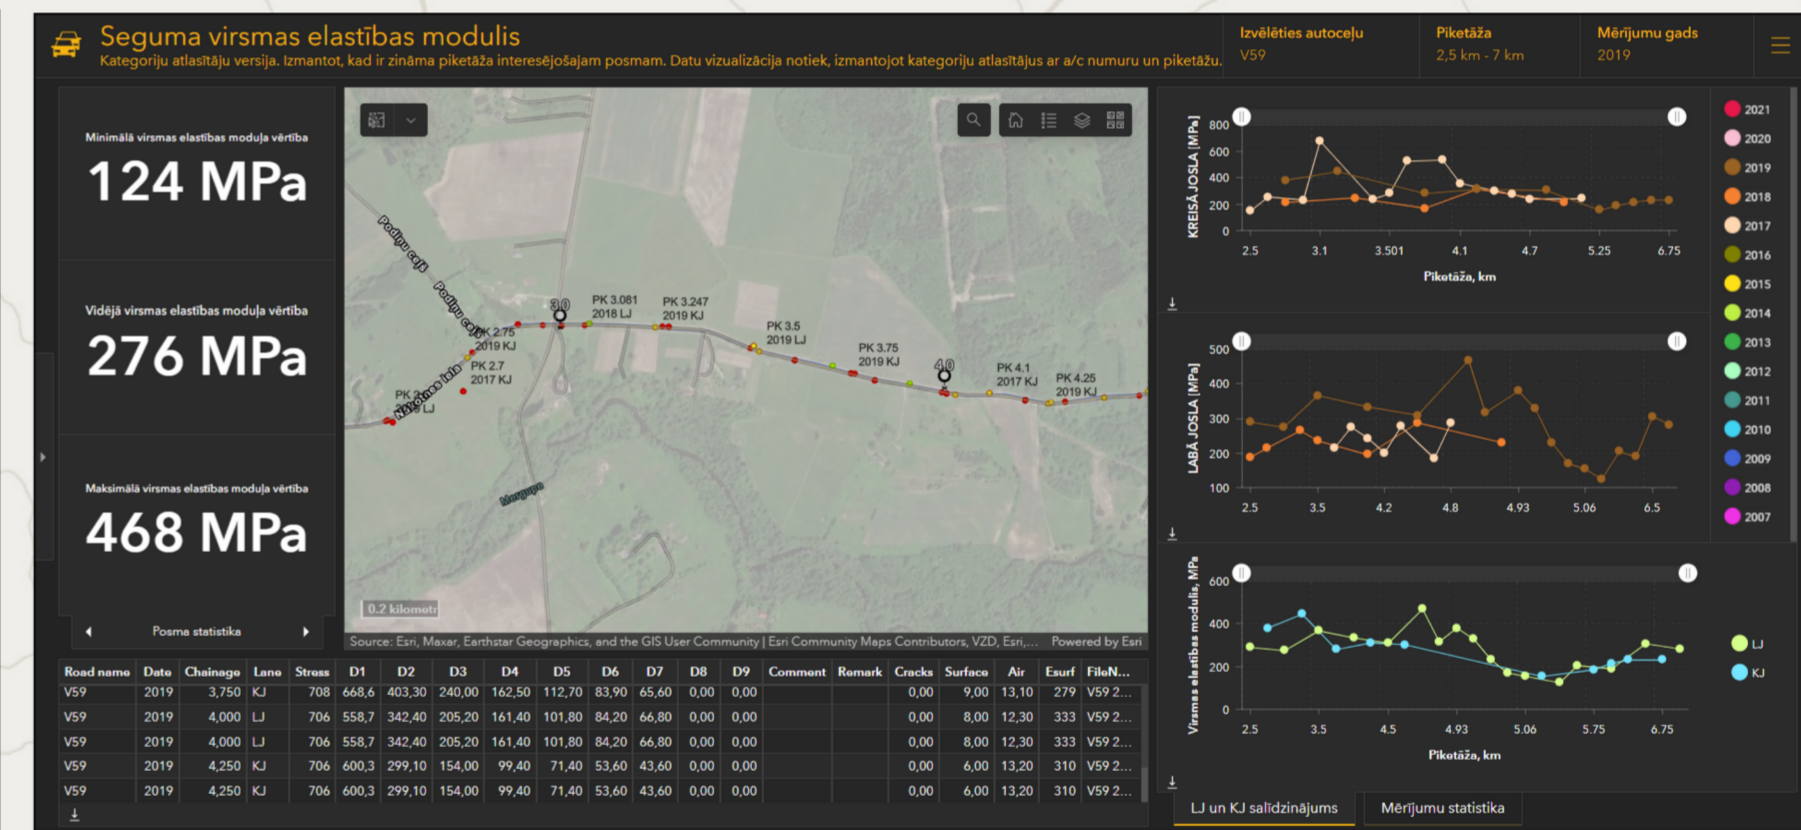 Seguma virsmas elastības modulis
Kategoriju atlasītāju versija. Izmantot, kad ir zināma piketāža interesējošajam posmam. Datu vizualizācija notiek, izmantojot kategoriju atlasītājus ar a/c numuru un piketāžu.
Izvēlēties autoceļu
V59
Piketāža
2,5 km - 7 km
Mērījumu gads
2019
Minimālā virsmas elastības moduļa vērtība
124 MPa
Vidējā virsmas elastības moduļa vērtība
276 MPa
Maksimālā virsmas elastības moduļa vērtība
468 MPa
Posma statistika
Podiņu ceļš
Podiņu ceļš
Nākotnes iela
3.0
PK 3.081
2018 LJ
PK 3.247
2019 KJ
PK 2.75
2019 KJ
PK 2.7
2017 KJ
PK 3.5
2019 LJ
PK 3.75
2019 KJ
4.0
PK 4.1
2017 KJ
PK 4.25
2019 KJ
Mergupe
0.2 kilometr
Source: Esri, Maxar, Earthstar Geographics, and the GIS User Community | Esri Community Maps Contributors, VZD, Esri,... Powered by Esri
Road name Date Chainage Lane Stress D1 D2 D3 D4 D5 D6 D7 D8 D9 Comment Remark Cracks Surface Air Esurf FileN...
V59 2019 3,750 KJ 708 668,6 403,30 240,00 162,50 112,70 83,90 65,60 0,00 0,00 0,00 9,00 13,10 279 V59 2...
V59 2019 4,000 LJ 706 558,7 342,40 205,20 161,40 101,80 84,20 66,80 0,00 0,00 0,00 8,00 12,30 333 V59 2...
V59 2019 4,000 LJ 706 558,7 342,40 205,20 161,40 101,80 84,20 66,80 0,00 0,00 0,00 8,00 12,30 333 V59 2...
V59 2019 4,250 KJ 706 600,3 299,10 154,00 99,40 71,40 53,60 43,60 0,00 0,00 0,00 6,00 13,20 310 V59 2...
V59 2019 4,250 KJ 706 600,3 299,10 154,00 99,40 71,40 53,60 43,60 0,00 0,00 0,00 6,00 13,20 310 V59 2...
KREISĀ JOSLA [MPa]
800
600
400
200
0
2.5 3.1 3.501 4.1 4.7 5.25 6.75
Piketāža, km
LABĀ JOSLA [MPa]
500
400
300
200
100
2.5 3.5 4.2 4.8 4.93 5.06 6.5
2021
2020
2019
2018
2017
2016
2015
2014
2013
2012
2011
2010
2009
2008
2007
Virsmas elastības modulis, MPa
600
400
200
0
2.5 3.5 4.5 4.93 5.06 5.75 6.75
Piketāža, km
LJ
KJ
LJ un KJ salīdzinājums
Mērījumu statistika